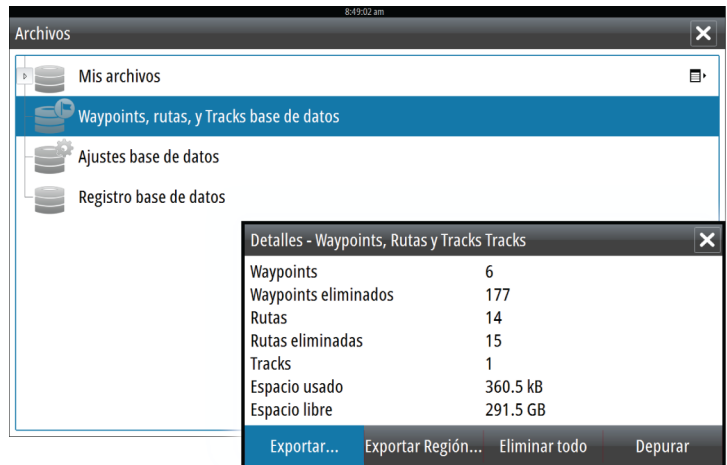 8:49:02 am
Archivos
Mis archivos
Waypoints, rutas, y Tracks base de datos
Ajustes base de datos
Registro base de datos
Detalles - Waypoints, Rutas y Tracks Tracks
Waypoints 6
Waypoints eliminados 177
Rutas 14
Rutas eliminadas 15
Tracks 1
Espacio usado 360.5 kB
Espacio libre 291.5 GB
Exportar... Exportar Región... Eliminar todo Depurar